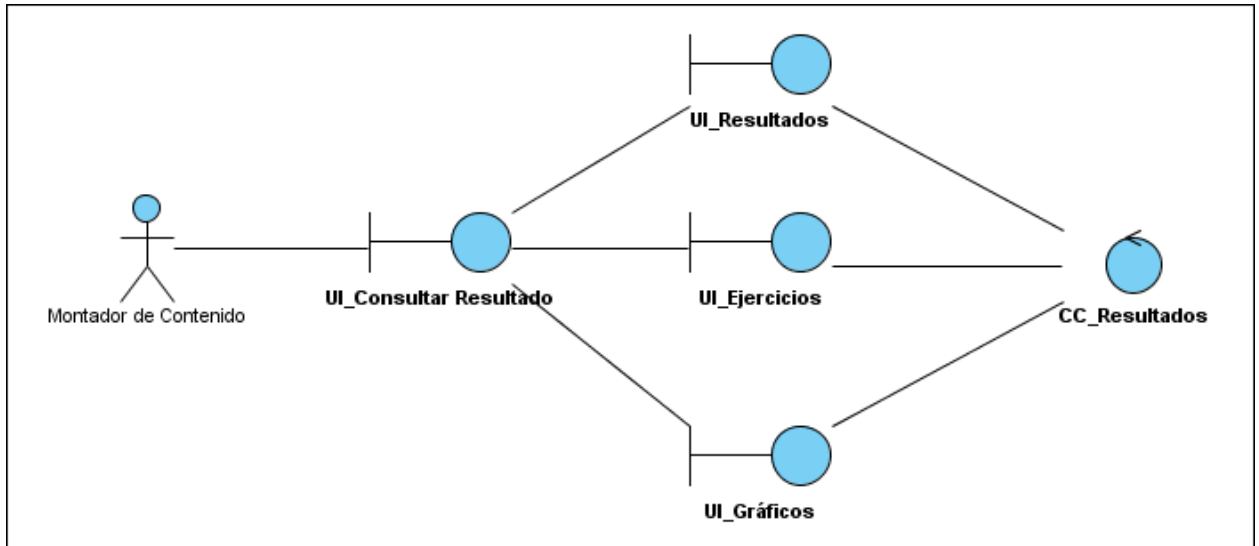 UI_Resultados
Montador de Contenido
UI_Consultar Resultado
UI_Ejercicios
CC_Resultados
UI_Gráficos